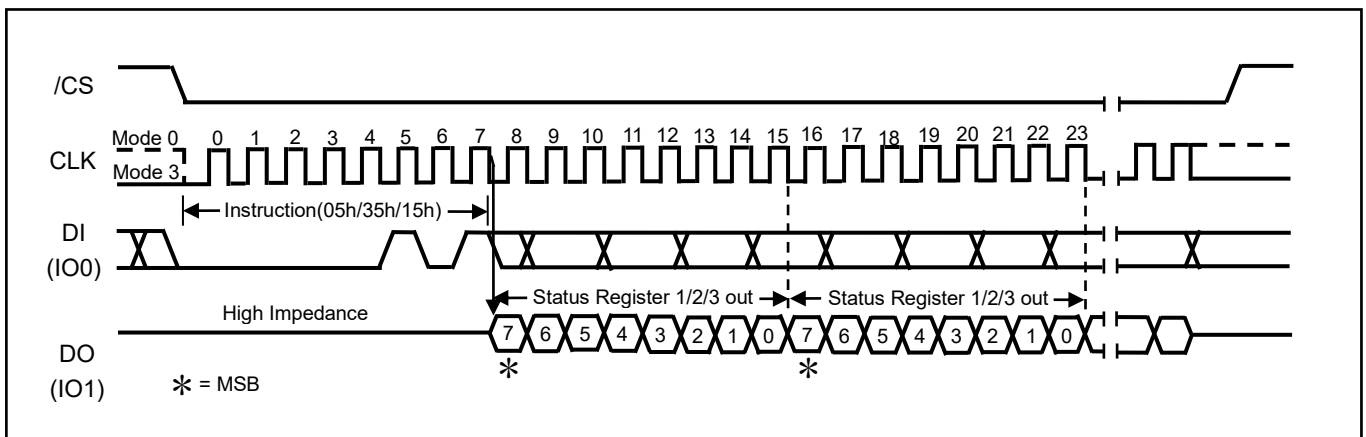 /CS
Mode 0
0 1 2 3 4 5 6 7 8 9 10 11 12 13 14 15 16 17 18 19 20 21 22 23
CLK
Mode 3
Instruction(05h/35h/15h)
DI
(IO0)
Status Register 1/2/3 out
Status Register 1/2/3 out
High Impedance
7 6 5 4 3 2 1 0 7 6 5 4 3 2 1 0
DO
(IO1)
* *
* = MSB